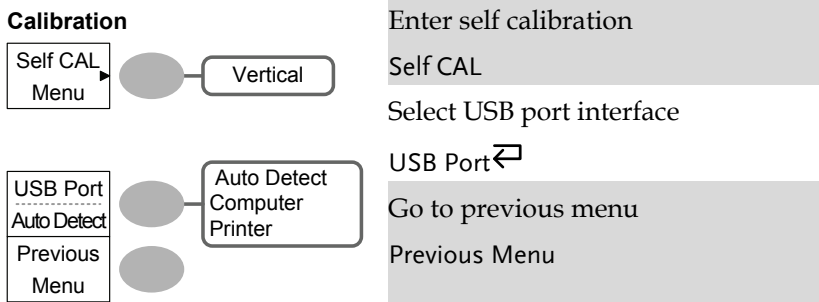 Calibration
Self CAL
Menu
Vertical
USB Port
Auto Detect
Auto Detect
Computer
Printer
Previous
Menu
Enter self calibration
Self CAL
Select USB port interface
USB Port
Go to previous menu
Previous Menu